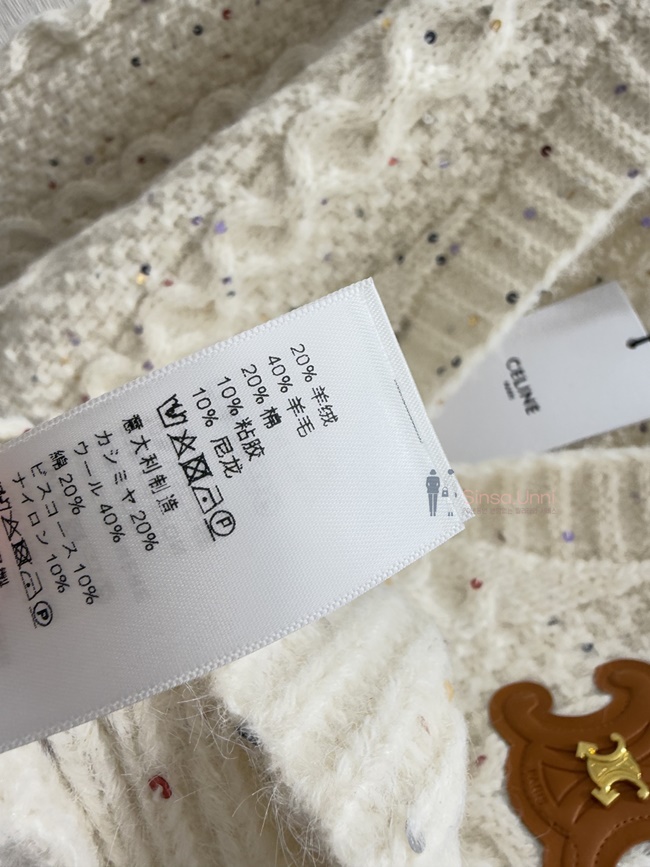 20% 羊绒
40% 羊毛
20% 棉
10% 粘胶
10% 尼龙
意大利制造
カシミヤ 20%
ウール 40%
綿 20%
ビスコース 10%
ナイロン 10%
CELINE